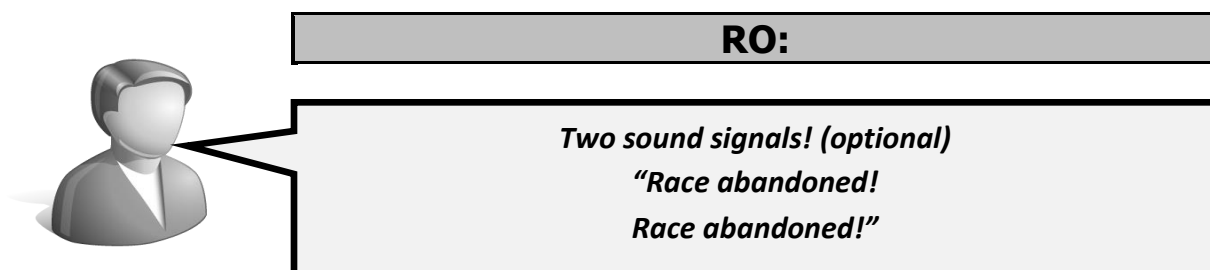 RO:
Two sound signals! (optional)
“Race abandoned!
Race abandoned!”